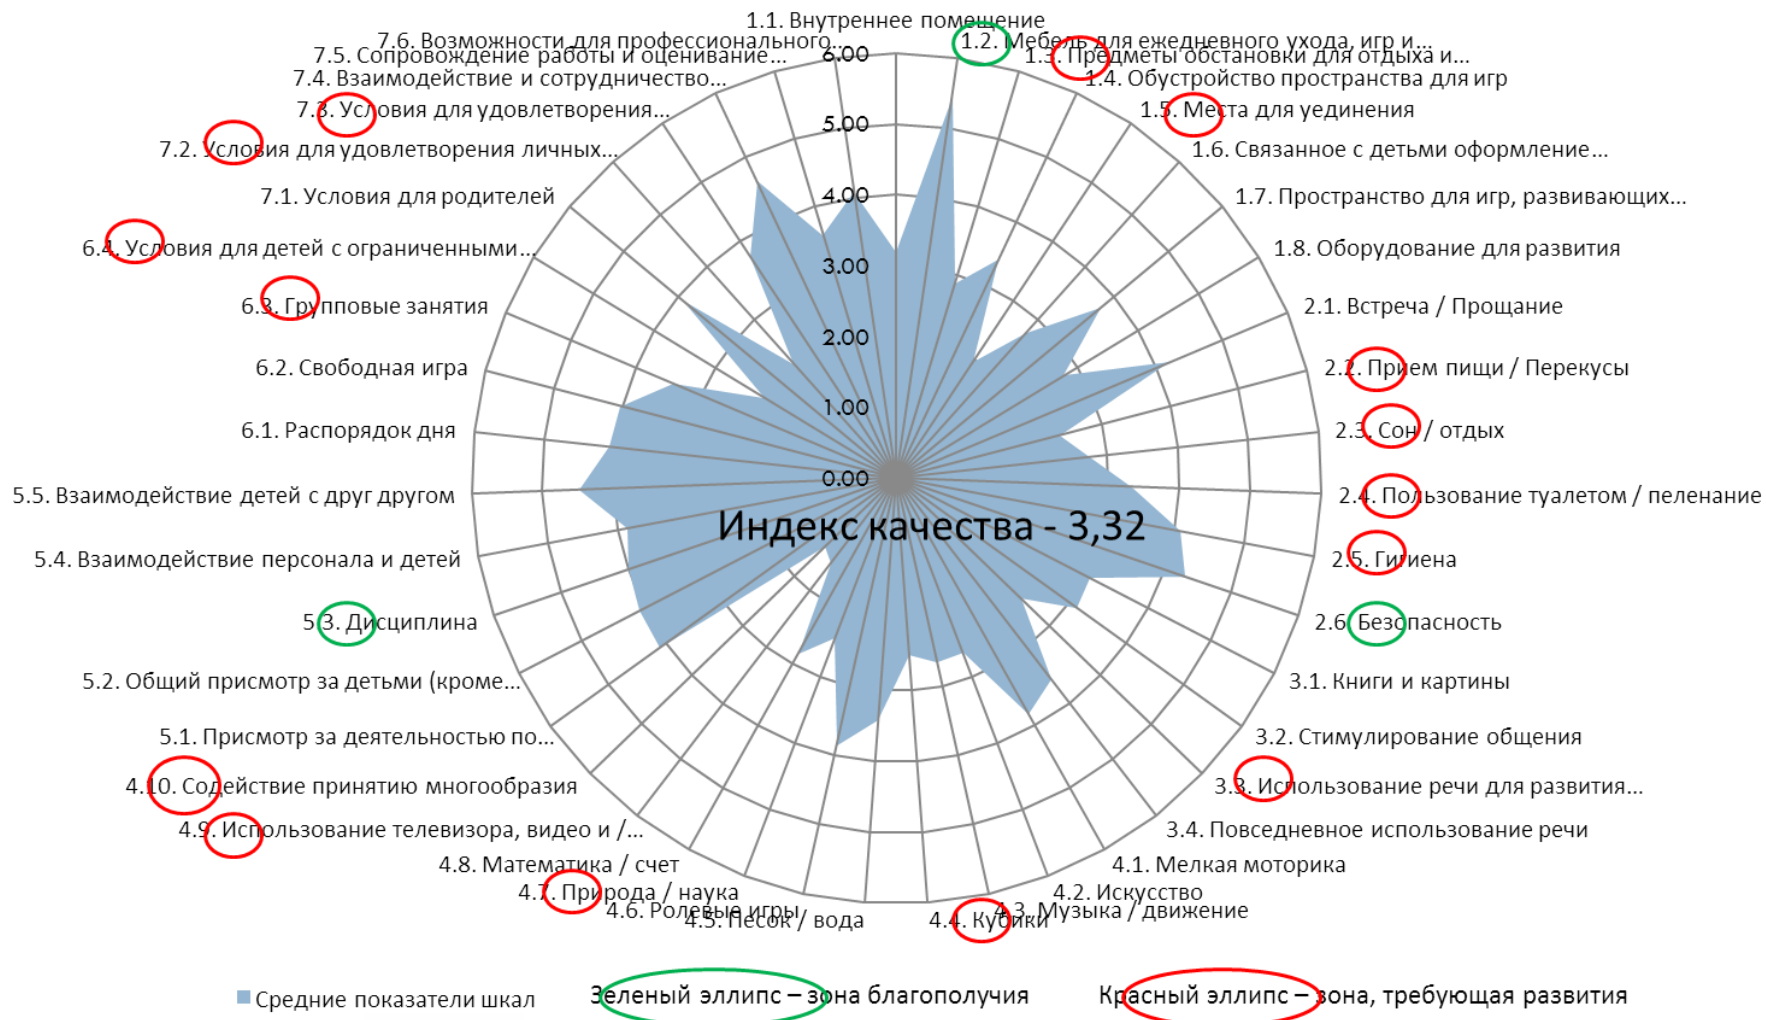 1.1. Внутреннее помещение
1.2. Мебель для ежедневного ухода, игр и...
1.3. Предметы обстановки для отдыха и...
1.4. Обустройство пространства для игр
1.5. Места для уединения
1.6. Связанное с детьми оформление...
1.7. Пространство для игр, развивающих...
1.8. Оборудование для развития
2.1. Встреча / Прощание
2.2. Прием пищи / Перекусы
2.3. Сон / отдых
2.4. Пользование туалетом / пеленание
2.5. Гигиена
2.6. Безопасность
3.1. Книги и картины
3.2. Стимулирование общения
3.3. Использование речи для развития...
3.4. Повседневное использование речи
4.1. Мелкая моторика
4.2. Искусство
4.3. Музыка / движение
4.4. Кубики
4.5. Песок / вода
4.6. Ролевые игры
4.7. Природа / наука
4.8. Математика / счет
4.9. Использование телевизора, видео и /...
4.10. Содействие принятию многообразия
5.1. Присмотр за деятельностью по...
5.2. Общий присмотр за детьми (кроме...
5.3. Дисциплина
5.4. Взаимодействие персонала и детей
5.5. Взаимодействие детей с друг другом
6.1. Распорядок дня
6.2. Свободная игра
6.3. Групповые занятия
6.4. Условия для детей с ограниченными...
7.1. Условия для родителей
7.2. Условия для удовлетворения личных...
7.3. Условия для удовлетворения...
7.4. Взаимодействие и сотрудничество...
7.5. Сопровождение работы и оценивание...
7.6. Возможности для профессионального...
6.00
5.00
4.00
3.00
2.00
1.00
0.00
Индекс качества - 3,32
Средние показатели шкал
Зеленый эллипс – зона благополучия
Красный эллипс – зона, требующая развития